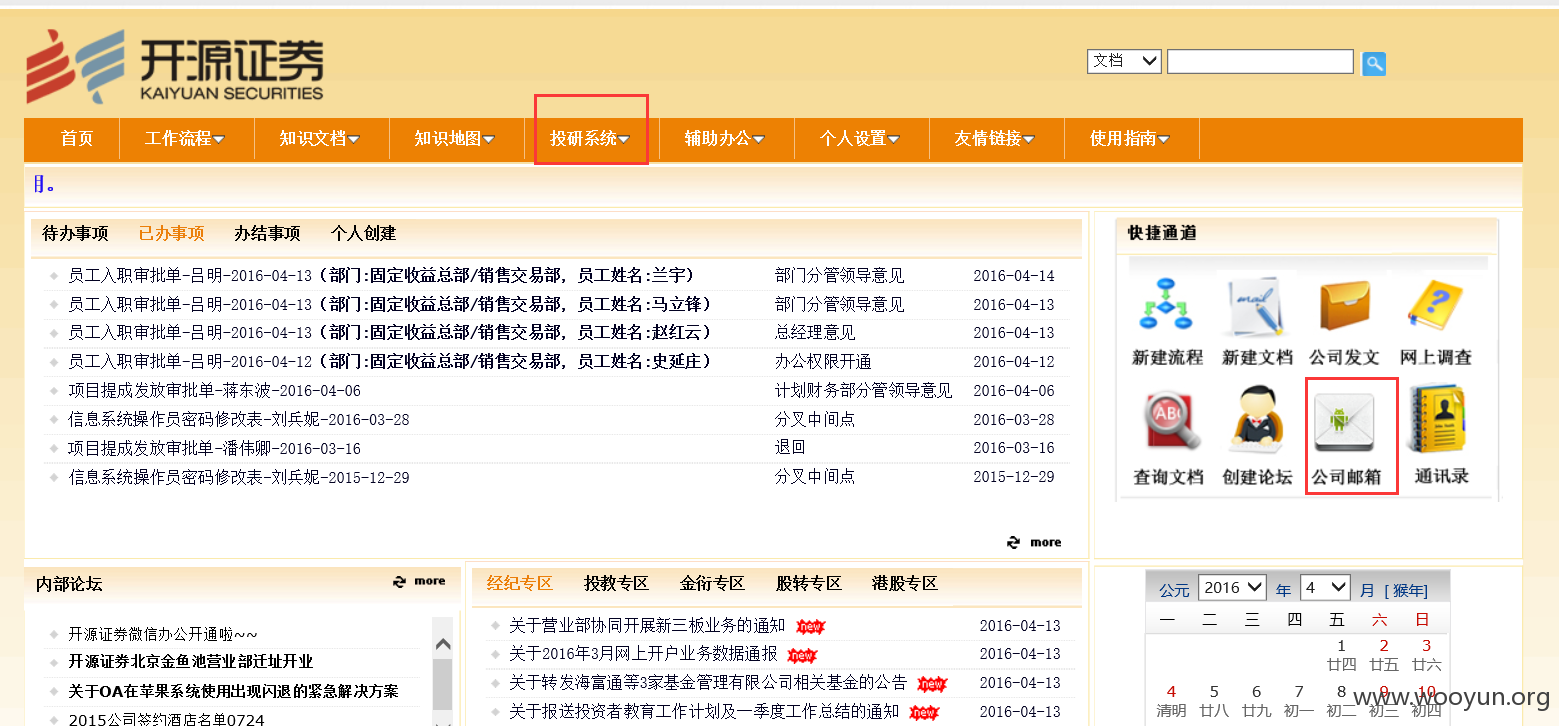 开源证券
KAIYUAN SECURITIES
文档
首页 工作流程 知识文档 知识地图 投研系统 辅助办公 个人设置 友情链接 使用指南
待办事项 已办事项 办结事项 个人创建
员工入职审批单-吕明-2016-04-13（部门:固定收益总部/销售交易部，员工姓名:兰宇） 部门分管领导意见 2016-04-14
员工入职审批单-吕明-2016-04-13（部门:固定收益总部/销售交易部，员工姓名:马立锋） 部门分管领导意见 2016-04-13
员工入职审批单-吕明-2016-04-13（部门:固定收益总部/销售交易部，员工姓名:赵红云） 总经理意见 2016-04-13
员工入职审批单-吕明-2016-04-12（部门:固定收益总部/销售交易部，员工姓名:史延庄） 办公权限开通 2016-04-12
项目提成发放审批单-蒋东波-2016-04-06 计划财务部分管领导意见 2016-04-06
信息系统操作员密码修改表-刘兵妮-2016-03-28 分叉中间点 2016-03-28
项目提成发放审批单-潘伟卿-2016-03-16 退回 2016-03-16
信息系统操作员密码修改表-刘兵妮-2015-12-29 分叉中间点 2015-12-29
more
快捷通道
mail
新建流程 新建文档 公司发文 网上调查
ABC
查询文档 创建论坛 公司邮箱 通讯录
内部论坛 more
开源证券微信办公开通啦~~
开源证券北京金鱼池营业部迁址开业
关于OA在苹果系统使用出现闪退的紧急解决方案
2015公司签约酒店名单0724
经纪专区 投教专区 金衍专区 股转专区 港股专区
关于营业部协同开展新三板业务的通知 new 2016-04-13
关于2016年3月网上开户业务数据通报 new 2016-04-13
关于转发海富通等3家基金管理有限公司相关基金的公告 new 2016-04-13
关于报送投资者教育工作计划及一季度工作总结的通知 new 2016-04-13
公元 2016 年 4 月 [ 猴年]
一 二 三 四 五 六 日
1 2 3
廿四 廿五 廿六
4 5 6 7 8 9 10
清明 廿八 廿九 初一 初二 初三 初四
www.wooyun.org